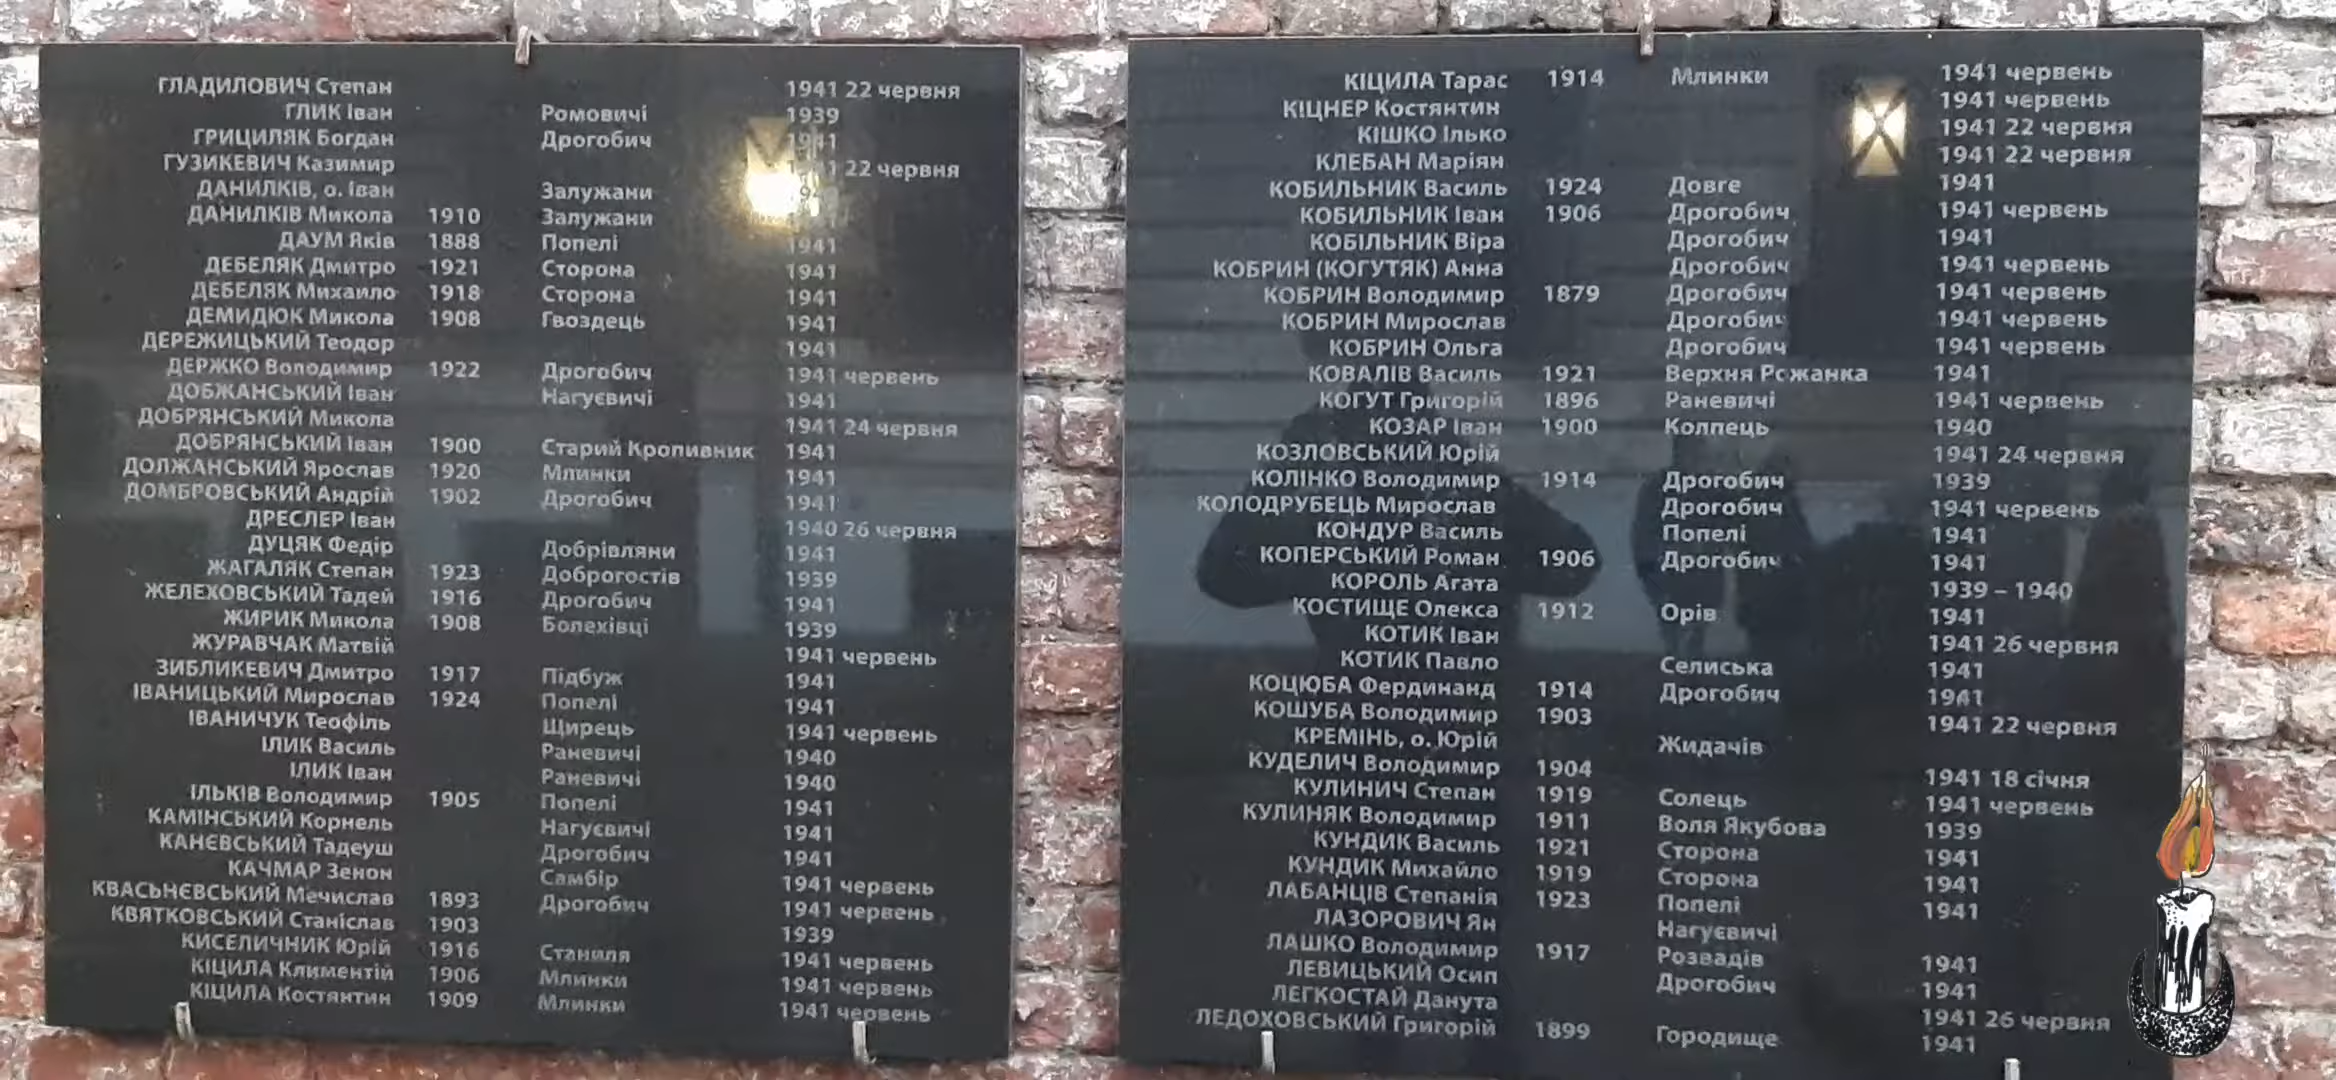 ГЛАДИЛОВИЧ Степан 1941 22 червня
ГЛИК Іван Ромовичі 1939
ГРИЦИЛЯК Богдан Дрогобич 1941
ГУЗИКЕВИЧ Казимир 1941 22 червня
ДАНИЛКІВ, о. Іван Залужани
ДАНИЛКІВ Микола 1910 Залужани
ДАУМ Яків 1888 Попелі 1941
ДЕБЕЛЯК Дмитро 1921 Сторона 1941
ДЕБЕЛЯК Михайло 1918 Сторона 1941
ДЕМИДЮК Микола 1908 Гвоздець 1941
ДЕРЕЖИЦЬКИЙ Теодор 1941
ДЕРЖКО Володимир 1922 Дрогобич 1941 червень
ДОБЖАНСЬКИЙ Іван Нагуєвичі 1941
ДОБРЯНСЬКИЙ Микола 1941 24 червня
ДОБРЯНСЬКИЙ Іван 1900 Старий Кропивник 1941
ДОЛЖАНСЬКИЙ Ярослав 1920 Млинки 1941
ДОМБРОВСЬКИЙ Андрій 1902 Дрогобич 1941
ДРЕСЛЕР Іван 1940 26 червня
ДУЦЯК Федір Добрівляни 1941
ЖАГАЛЯК Степан 1923 Доброгостів 1939
ЖЕЛЕХОВСЬКИЙ Тадей 1916 Дрогобич 1941
ЖИРИК Микола 1908 Болехівці 1939
ЖУРАВЧАК Матвій 1941 червень
ЗИБЛИКЕВИЧ Дмитро 1917 Підбуж 1941
ІВАНИЦЬКИЙ Мирослав 1924 Попелі 1941
ІВАНИЧУК Теофіль Щирець 1941 червень
ІЛИК Василь Раневичі 1940
ІЛИК Іван Раневичі 1940
ІЛЬКІВ Володимир 1905 Попелі 1941
КАМІНСЬКИЙ Корнель Нагуєвичі 1941
КАНЄВСЬКИЙ Тадеуш Дрогобич 1941
КАЧМАР Зенон Самбір 1941 червень
КВАСЬНЄВСЬКИЙ Мечислав 1893 Дрогобич 1941 червень
КВЯТКОВСЬКИЙ Станіслав 1903 1939
КИСЕЛИЧНИК Юрій 1916 Станиля 1941 червень
КІЦИЛА Климентій 1906 Млинки 1941 червень
КІЦИЛА Костянтин 1909 Млинки 1941 червень
КІЦИЛА Тарас 1914 Млинки 1941 червень
КІЦНЕР Костянтин 1941 червень
КІШКО Ілько 1941 22 червня
КЛЕБАН Маріян 1941 22 червня
КОБИЛЬНИК Василь 1924 Довге 1941
КОБИЛЬНИК Іван 1906 Дрогобич 1941 червень
КОБІЛЬНИК Віра Дрогобич 1941
КОБРИН (КОГУТЯК) Анна Дрогобич 1941 червень
КОБРИН Володимир 1879 Дрогобич 1941 червень
КОБРИН Мирослав Дрогобич 1941 червень
КОБРИН Ольга Дрогобич 1941 червень
КОВАЛІВ Василь 1921 Верхня Рожанка 1941
КОГУТ Григорій 1896 Раневичі 1941 червень
КОЗАР Іван 1900 Колпець 1940
КОЗЛОВСЬКИЙ Юрій 1941 24 червня
КОЛІНКО Володимир 1914 Дрогобич 1939
КОЛОДРУБЕЦЬ Мирослав Дрогобич 1941 червень
КОНДУР Василь Попелі 1941
КОПЕРСЬКИЙ Роман 1906 Дрогобич 1941
КОРОЛЬ Агата 1939 – 1940
КОСТИЩЕ Олекса 1912 Орів 1941
КОТИК Іван 1941 26 червня
КОТИК Павло Селиська 1941
КОЦЮБА Фердинанд 1914 Дрогобич 1941
КОШУБА Володимир 1903 1941 22 червня
КРЕМІНЬ, о. Юрій Жидачів
КУДЕЛИЧ Володимир 1904 1941 18 січня
КУЛИНИЧ Степан 1919 Солець 1941 червень
КУЛИНЯК Володимир 1911 Воля Якубова 1939
КУНДИК Василь 1921 Сторона 1941
КУНДИК Михайло 1919 Сторона 1941
ЛАБАНЦІВ Степанія 1923 Попелі 1941
ЛАЗОРОВИЧ Ян Нагуєвичі
ЛАШКО Володимир 1917 Розвадів 1941
ЛЕВИЦЬКИЙ Осип Дрогобич 1941
ЛЕГКОСТАЙ Данута 1941 26 червня
ЛЕДОХОВСЬКИЙ Григорій 1899 Городище 1941